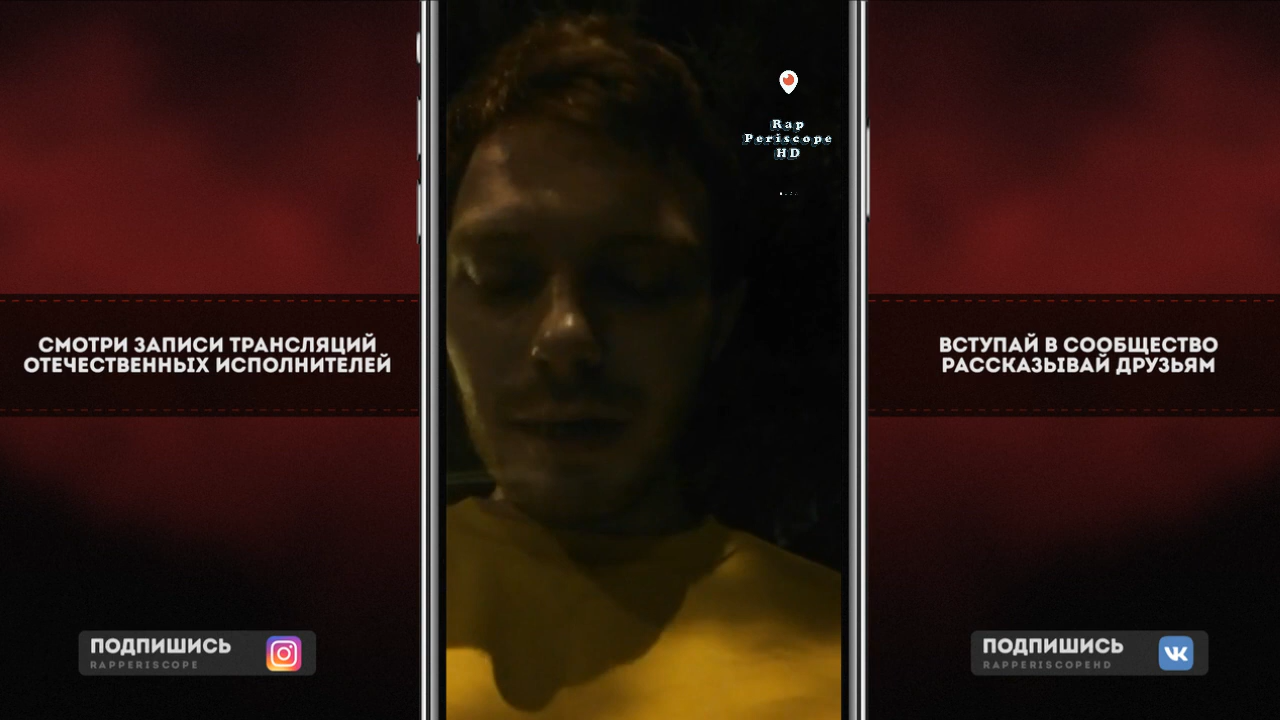 Rap
Periscope
HD
СМОТРИ ЗАПИСИ ТРАНСЛЯЦИЙ
ОТЕЧЕСТВЕННЫХ ИСПОЛНИТЕЛЕЙ
ВСТУПАЙ В СООБЩЕСТВО
РАССКАЗЫВАЙ ДРУЗЬЯМ
ПОДПИШИСЬ
RAPPERISCOPE
ПОДПИШИСЬ
RAPPERISCOPEHD